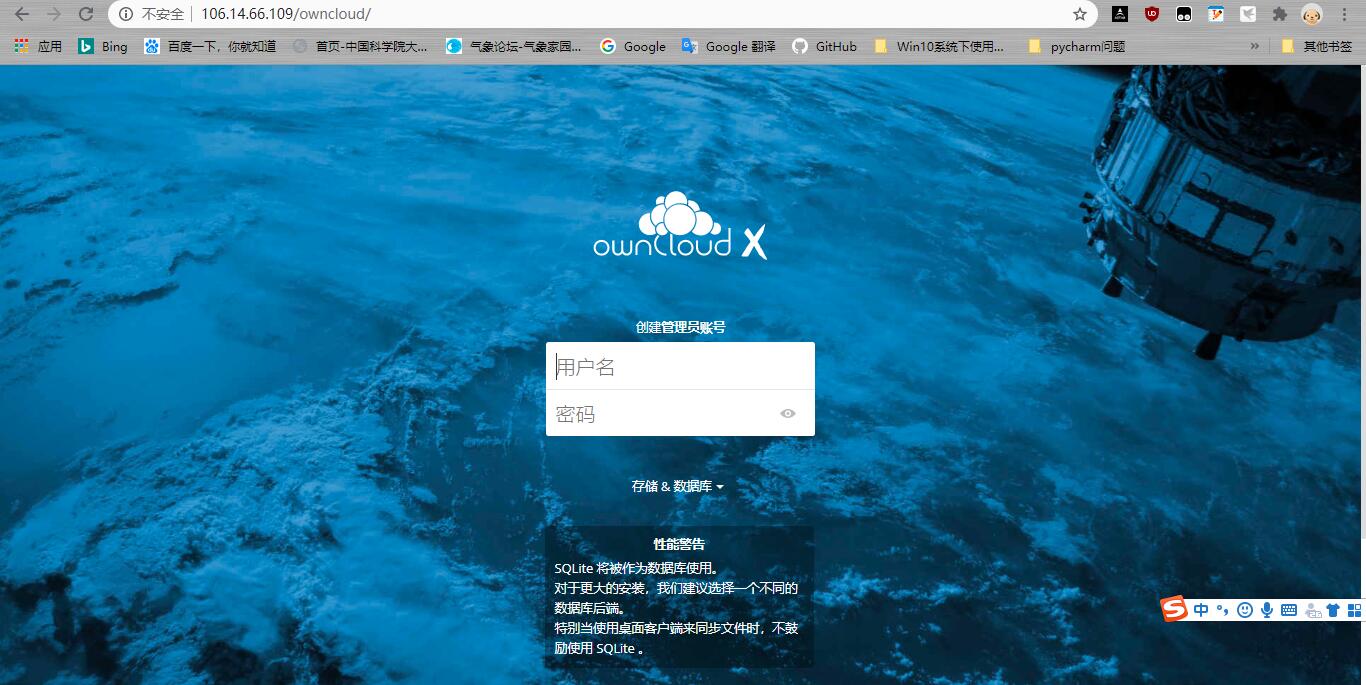 不安全 106.14.66.109/owncloud/
应用 Bing 百度一下，你就知道 首页-中国科学院大... 气象论坛-气象家园... Google Google 翻译 GitHub Win10系统下使用... pycharm问题 » 其他书签
ownCloud X
创建管理员账号
用户名
密码
存储 & 数据库
性能警告
SQLite 将被作为数据库使用。
对于更大的安装，我们建议选择一个不同的
数据库后端。
特别当使用桌面客户端来同步文件时，不鼓
励使用 SQLite 。
S 中